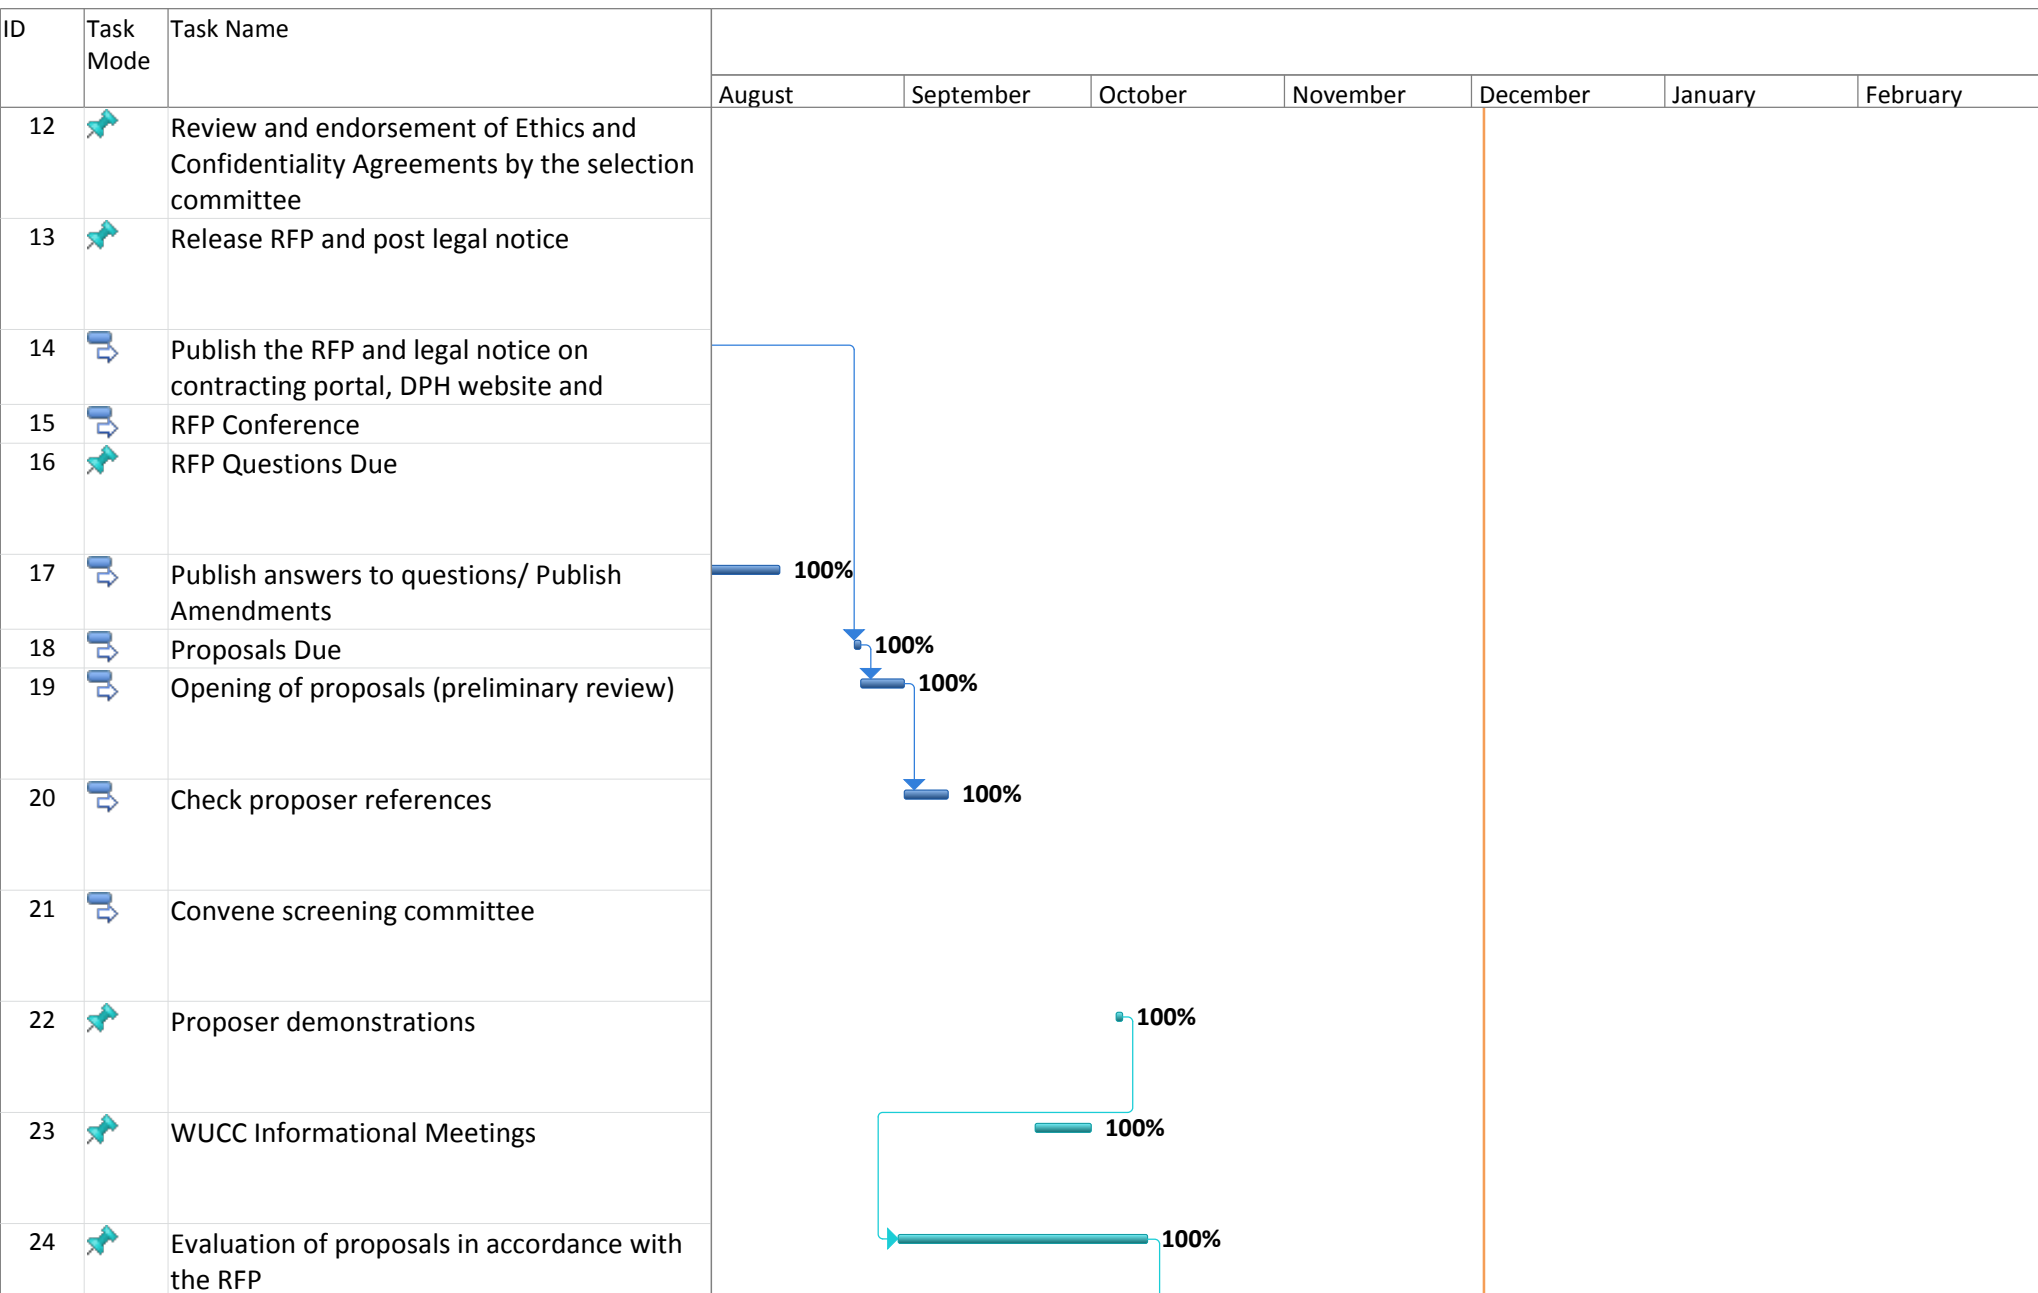 ID
Task Mode
Task Name
August
September
October
November
December
January
February
12
Review and endorsement of Ethics and
Confidentiality Agreements by the selection
committee
13
Release RFP and post legal notice
14
Publish the RFP and legal notice on
contracting portal, DPH website and
15
RFP Conference
16
RFP Questions Due
17
Publish answers to questions/ Publish
Amendments
100%
18
Proposals Due
100%
19
Opening of proposals (preliminary review)
100%
20
Check proposer references
100%
21
Convene screening committee
22
Proposer demonstrations
100%
23
WUCC Informational Meetings
100%
24
Evaluation of proposals in accordance with
the RFP
100%